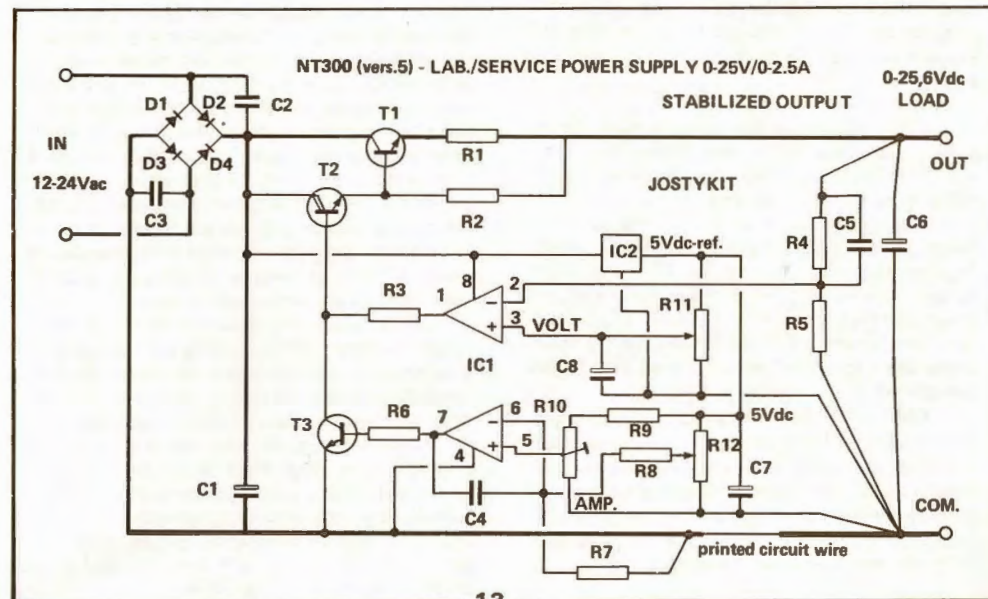 NT300 (vers.5) - LAB./SERVICE POWER SUPPLY 0-25V/0-2.5A
0-25,6Vdc
LOAD
STABILIZED OUTPUT
D1
D2
C2
T1
IN
R1
OUT
D3
D4
T2
12-24Vac
C3
R2
JOSTYKIT
C5
C6
R4
IC2
5Vdc-ref.
R3
1
8
2
3
VOLT
R11
R5
IC1
C8
T3
R6
7
6
5
4
R10
R9
5Vdc
R12
R8
C7
C1
C4
AMP.
COM.
R7
printed circuit wire